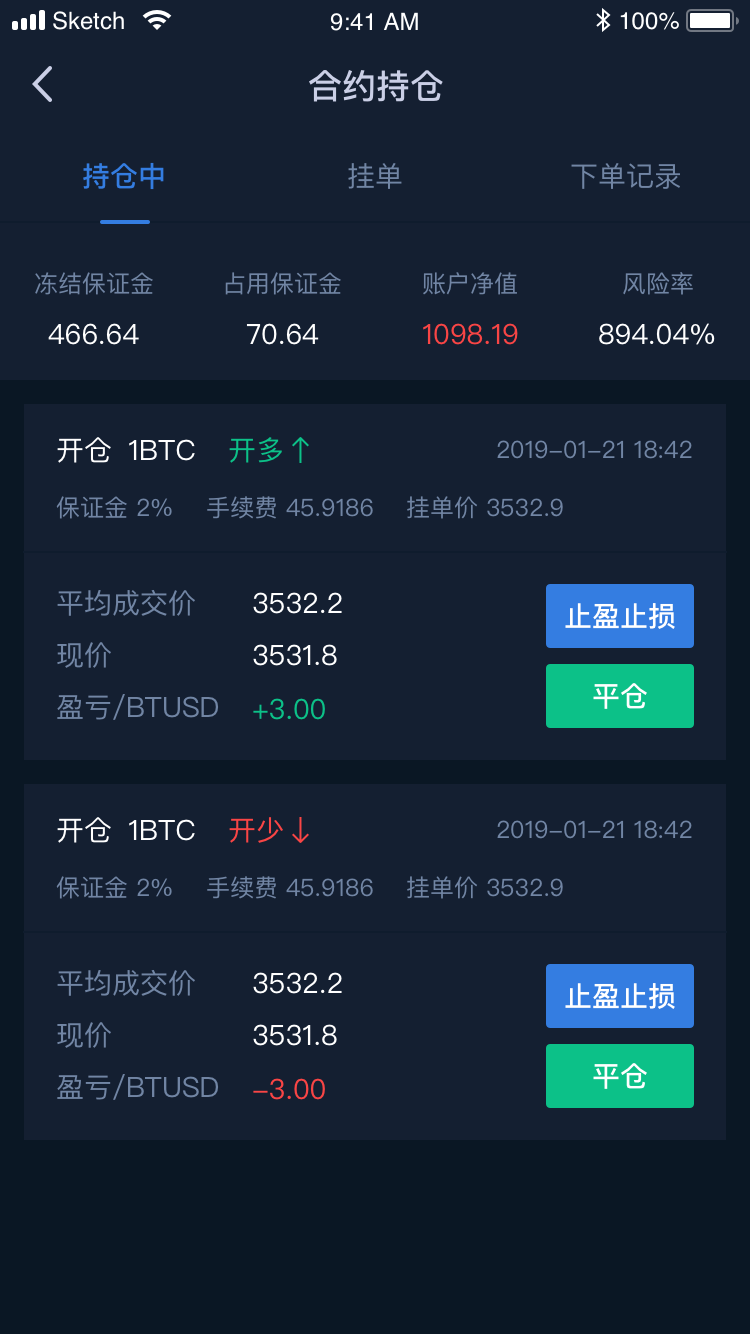 Sketch 9:41 AM 100%
合约持仓
持仓中 挂单 下单记录
冻结保证金 占用保证金 账户净值 风险率
466.64 70.64 1098.19 894.04%
开仓 1BTC 开多↑ 2019-01-21 18:42
保证金 2% 手续费 45.9186 挂单价 3532.9
平均成交价 3532.2
止盈止损
现价 3531.8
平仓
盈亏/BTUSD +3.00
开仓 1BTC 开少↓ 2019-01-21 18:42
保证金 2% 手续费 45.9186 挂单价 3532.9
平均成交价 3532.2
止盈止损
现价 3531.8
平仓
盈亏/BTUSD -3.00